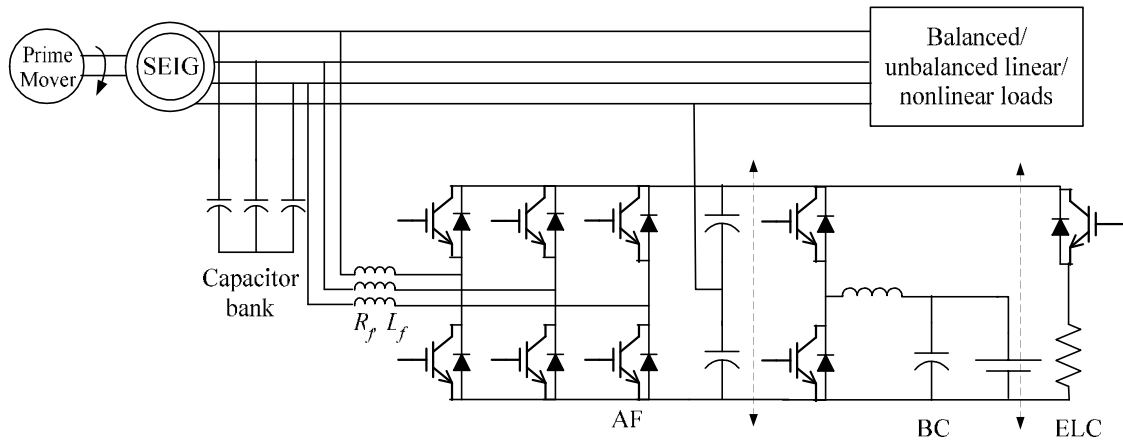 Prime
Mover
SEIG
Balanced/
unbalanced linear/
nonlinear loads
Capacitor
bank
R_f, L_f
AF
BC
ELC